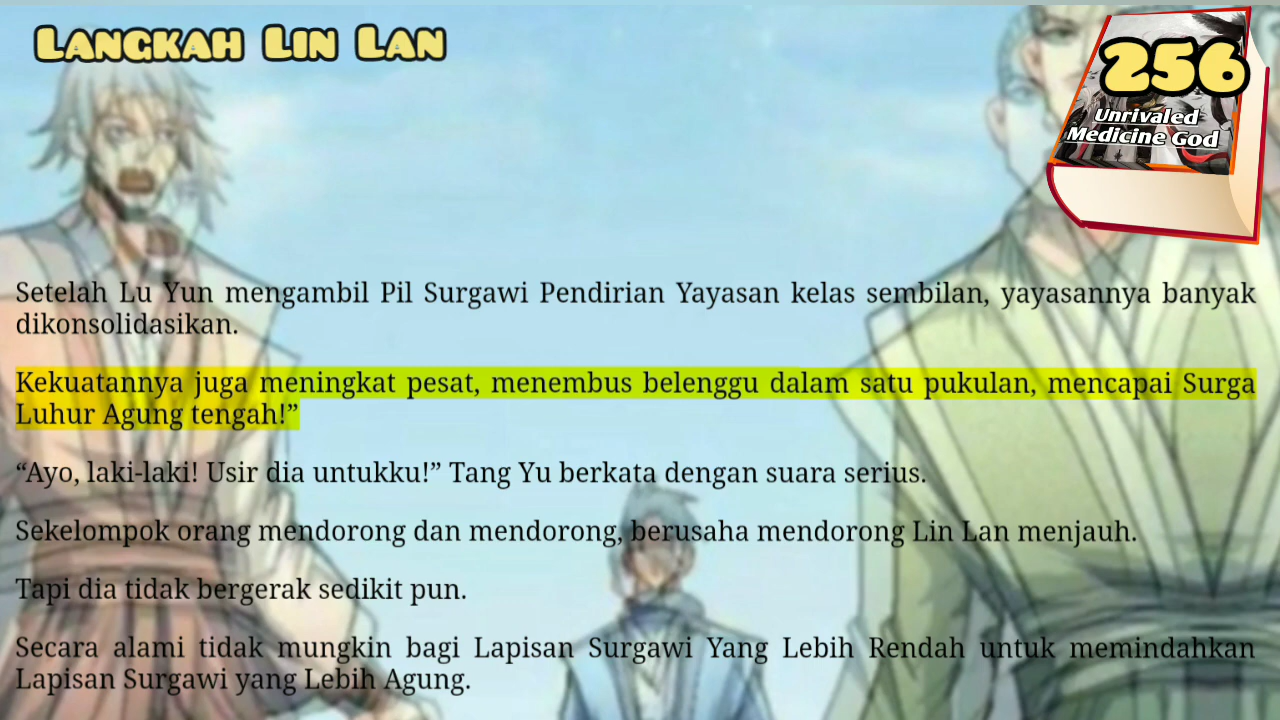 Langkah Lin Lan
256
Unrivaled
Medicine God
Setelah Lu Yun mengambil Pil Surgawi Pendirian Yayasan kelas sembilan, yayasannya banyak
dikonsolidasikan.
Kekuatannya juga meningkat pesat, menembus belenggu dalam satu pukulan, mencapai Surga
Luhur Agung tengah!”
“Ayo, laki-laki! Usir dia untukku!” Tang Yu berkata dengan suara serius.
Sekelompok orang mendorong dan mendorong, berusaha mendorong Lin Lan menjauh.
Tapi dia tidak bergerak sedikit pun.
Secara alami tidak mungkin bagi Lapisan Surgawi Yang Lebih Rendah untuk memindahkan
Lapisan Surgawi yang Lebih Agung.